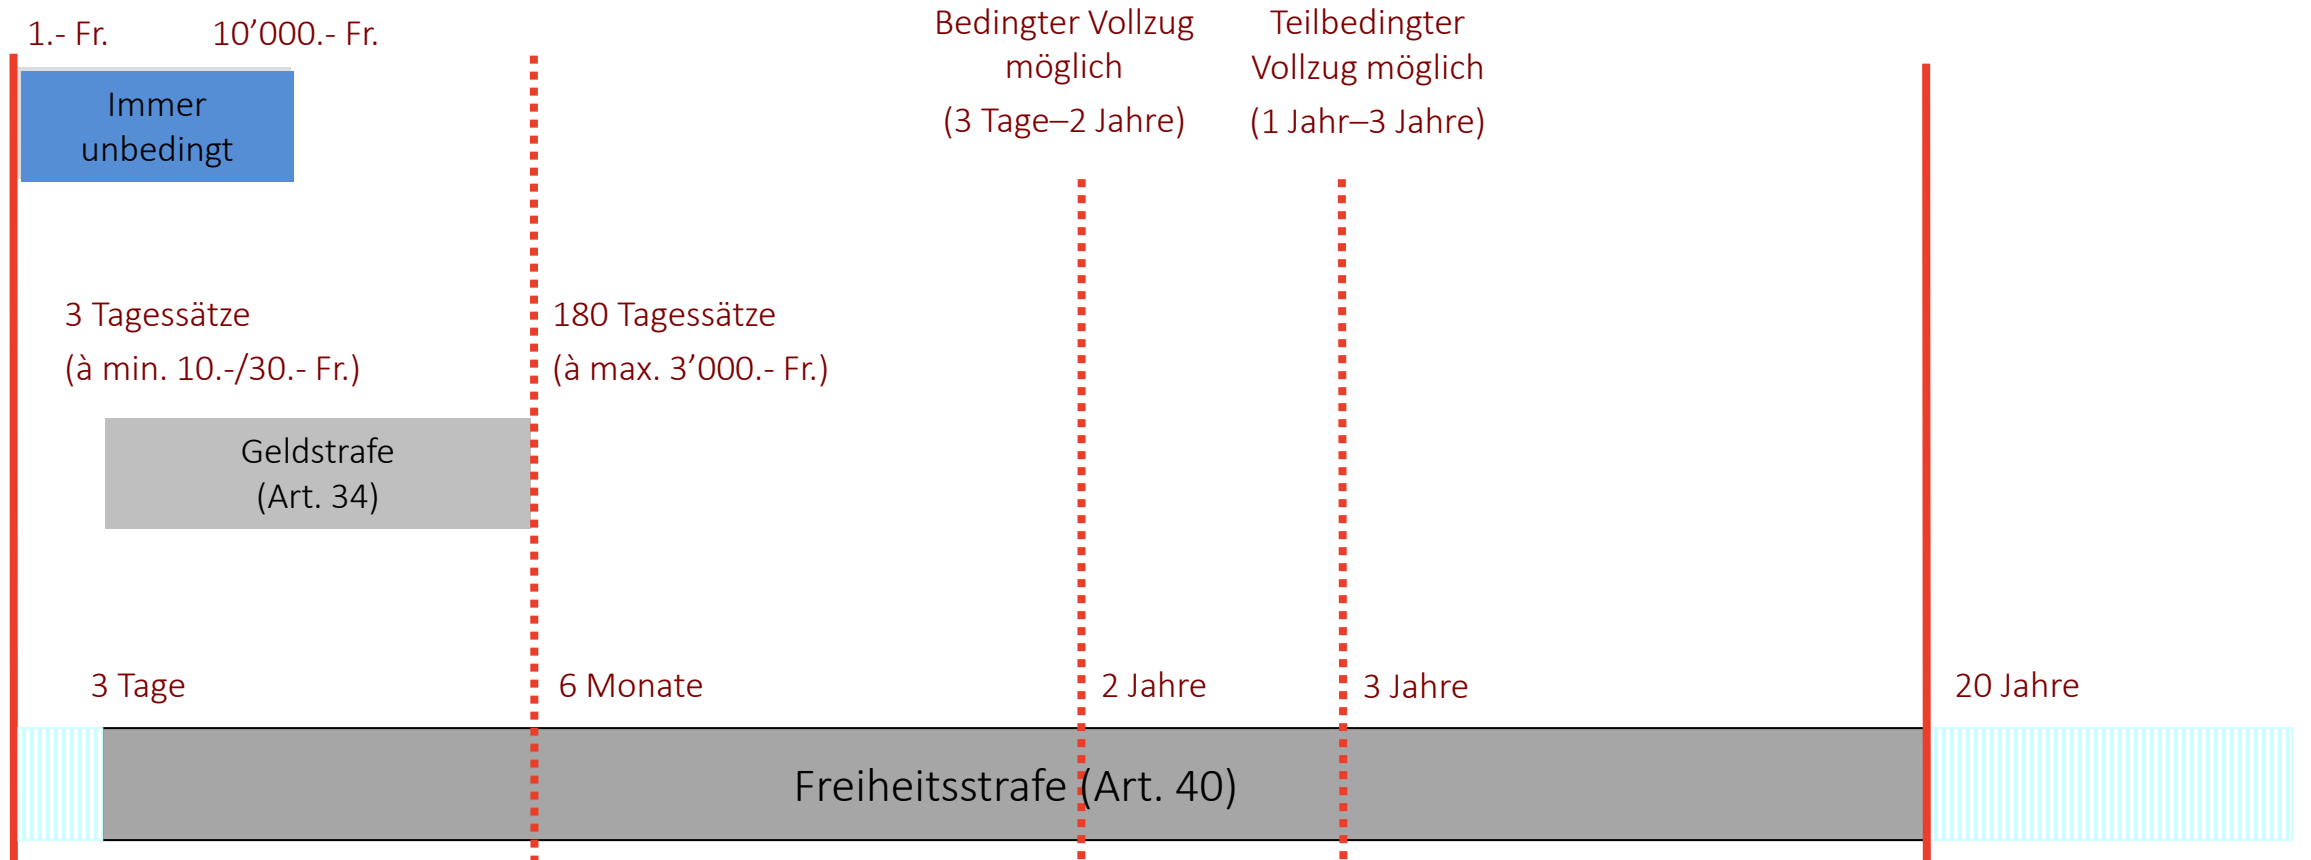 1.- Fr.
10’000.- Fr.
Immer
unbedingt
Bedingter Vollzug
möglich
(3 Tage–2 Jahre)
Teilbedingter
Vollzug möglich
(1 Jahr–3 Jahre)
3 Tagessätze
(à min. 10.-/30.- Fr.)
180 Tagessätze
(à max. 3’000.- Fr.)
Geldstrafe
(Art. 34)
3 Tage
6 Monate
2 Jahre
3 Jahre
20 Jahre
Freiheitsstrafe (Art. 40)